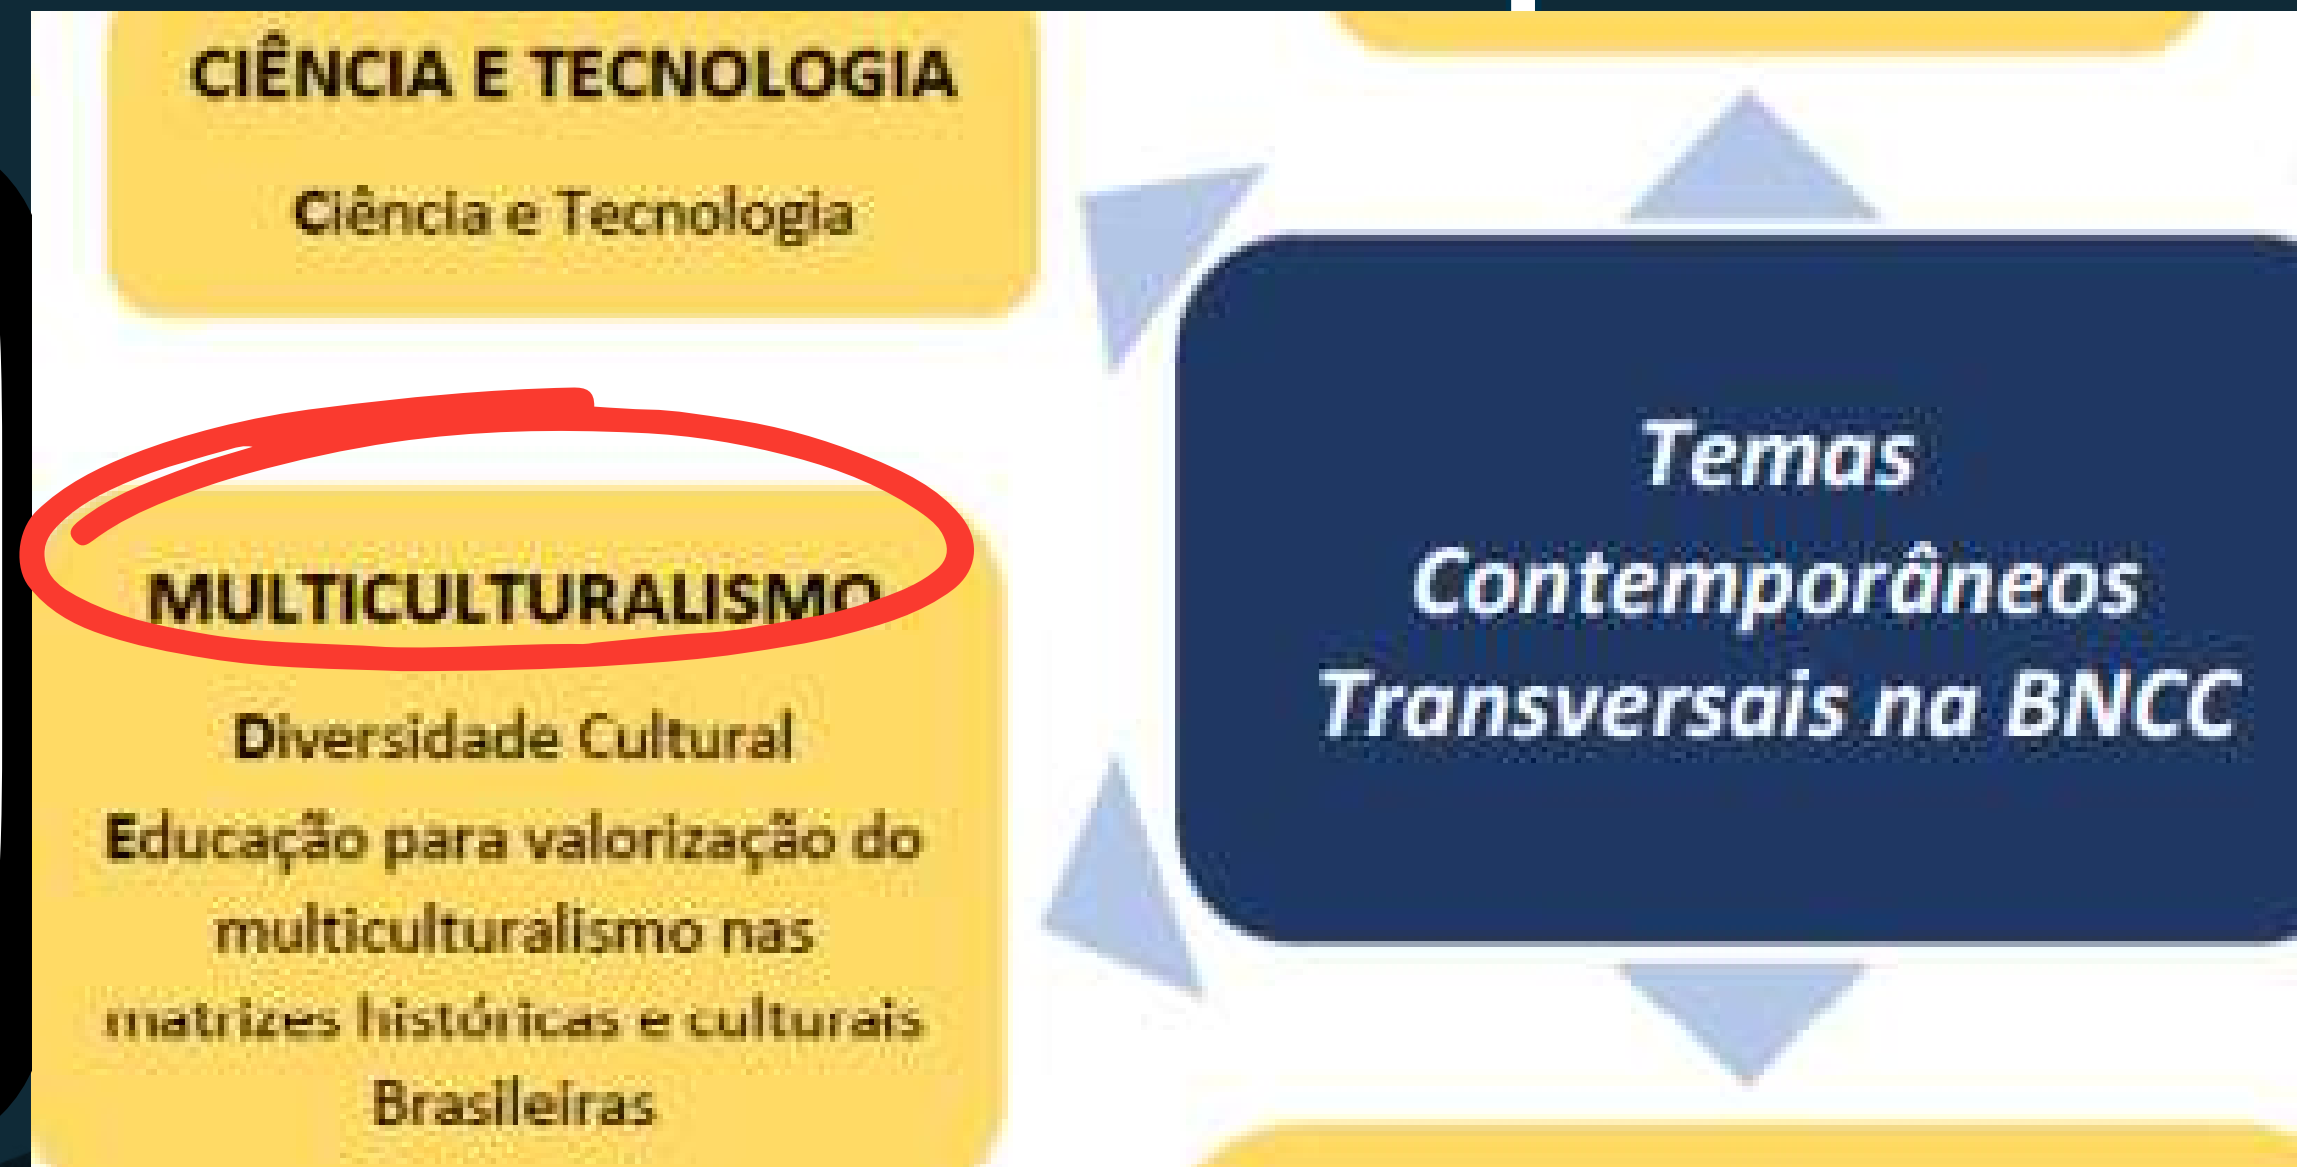 CIÊNCIA E TECNOLOGIA
Ciência e Tecnologia
MULTICULTURALISMO
Diversidade Cultural
Educação para valorização do
multiculturalismo nas
matrizes históricas e culturais
Brasileiras
Temas
Contemporâneos
Transversais na BNCC